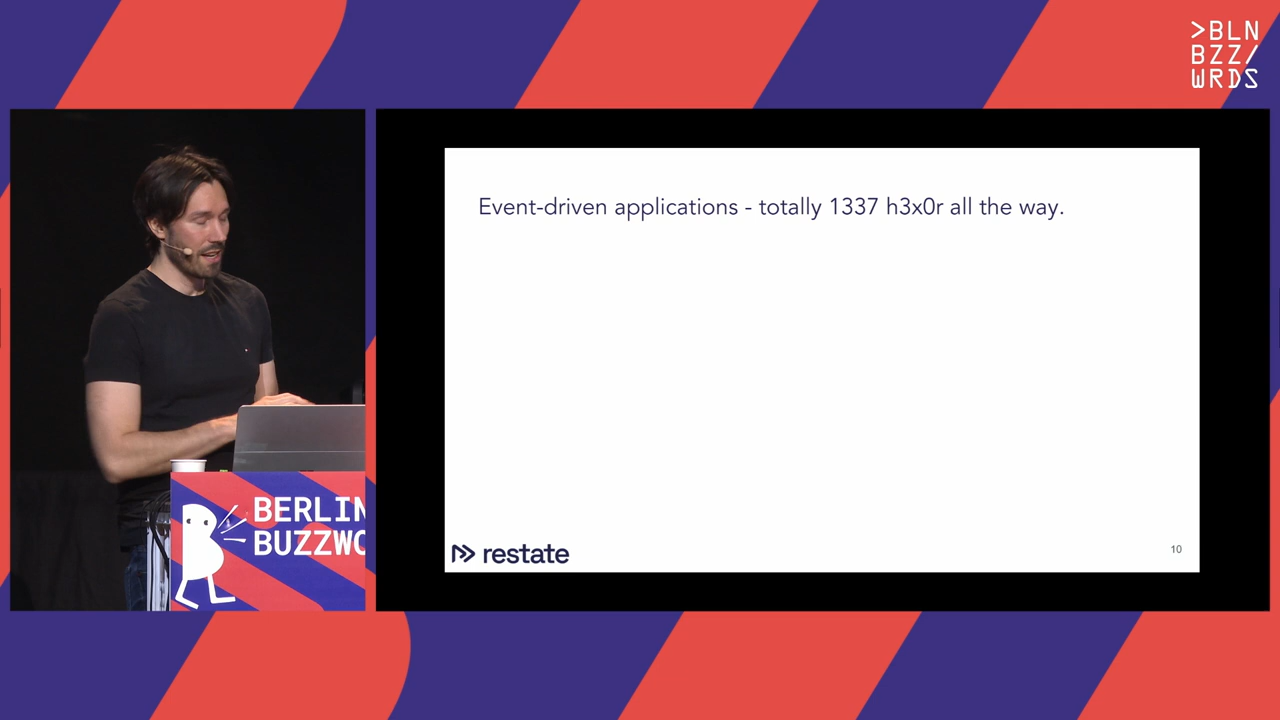 >BLN
BZZ/
WRDS
Event-driven applications - totally 1337 h3x0r all the way.
restate
10
BERLIN
BUZZWO